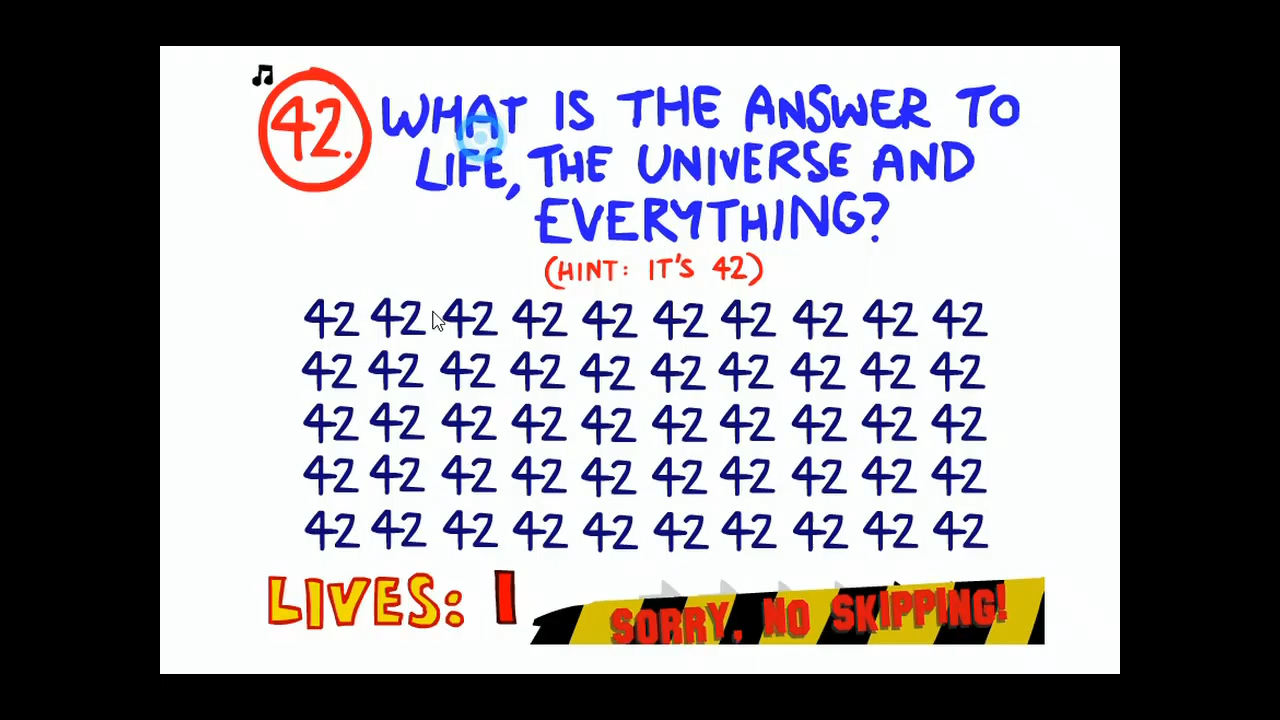 42. WHAT IS THE ANSWER TO
LIFE, THE UNIVERSE AND
EVERYTHING?
(HINT: IT'S 42)
42 42 42 42 42 42 42 42 42 42
42 42 42 42 42 42 42 42 42 42
42 42 42 42 42 42 42 42 42 42
42 42 42 42 42 42 42 42 42 42
42 42 42 42 42 42 42 42 42 42
LIVES: 1
SORRY, NO SKIPPING!